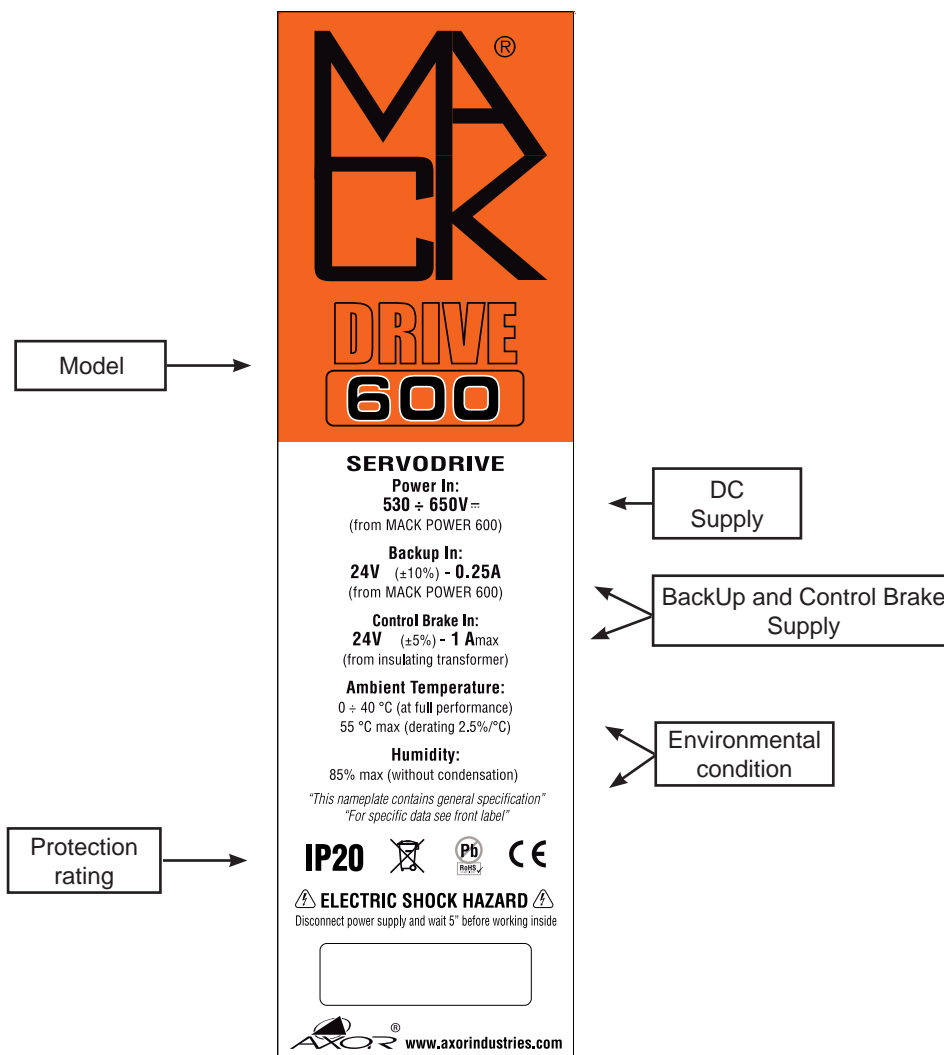 MACK®
DRIVE
600
Model
SERVODRIVE
Power In:
530 ÷ 650V⎓
(from MACK POWER 600)
DC
Supply
Backup In:
24V (±10%) - 0.25A
(from MACK POWER 600)
BackUp and Control Brake
Supply
Control Brake In:
24V (±5%) - 1 Amax
(from insulating transformer)
Ambient Temperature:
0 ÷ 40 °C (at full performance)
55 °C max (derating 2.5%/°C)
Environmental
condition
Humidity:
85% max (without condensation)
“This nameplate contains general specification”
“For specific data see front label”
Protection
rating
IP20 Pb RoHS CE
ELECTRIC SHOCK HAZARD
Disconnect power supply and wait 5” before working inside
AXOR® www.axorindustries.com